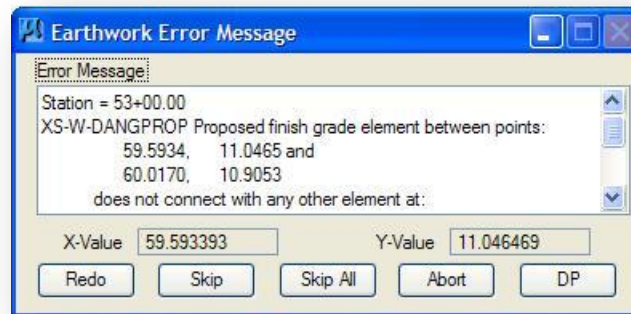 Earthwork Error Message
Error Message
Station = 53+00.00
XS-W-DANGPROP Proposed finish grade element between points:
59.5934, 11.0465 and
60.0170, 10.9053
does not connect with any other element at:
X-Value 59.593393 Y-Value 11.046469
Redo Skip Skip All Abort DP